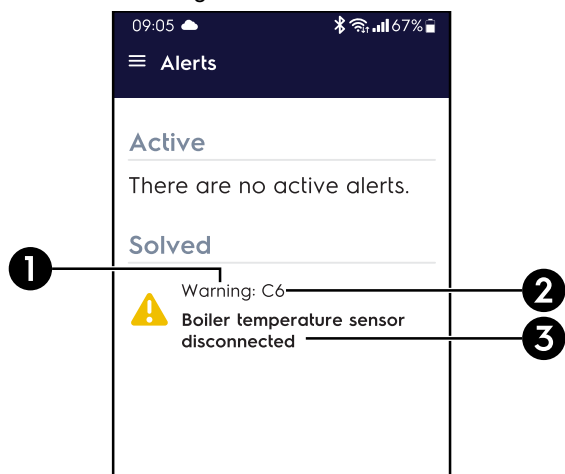 09:05 67%
Alerts
Active
There are no active alerts.
Solved
1
Warning: C6
2
Boiler temperature sensor
disconnected
3